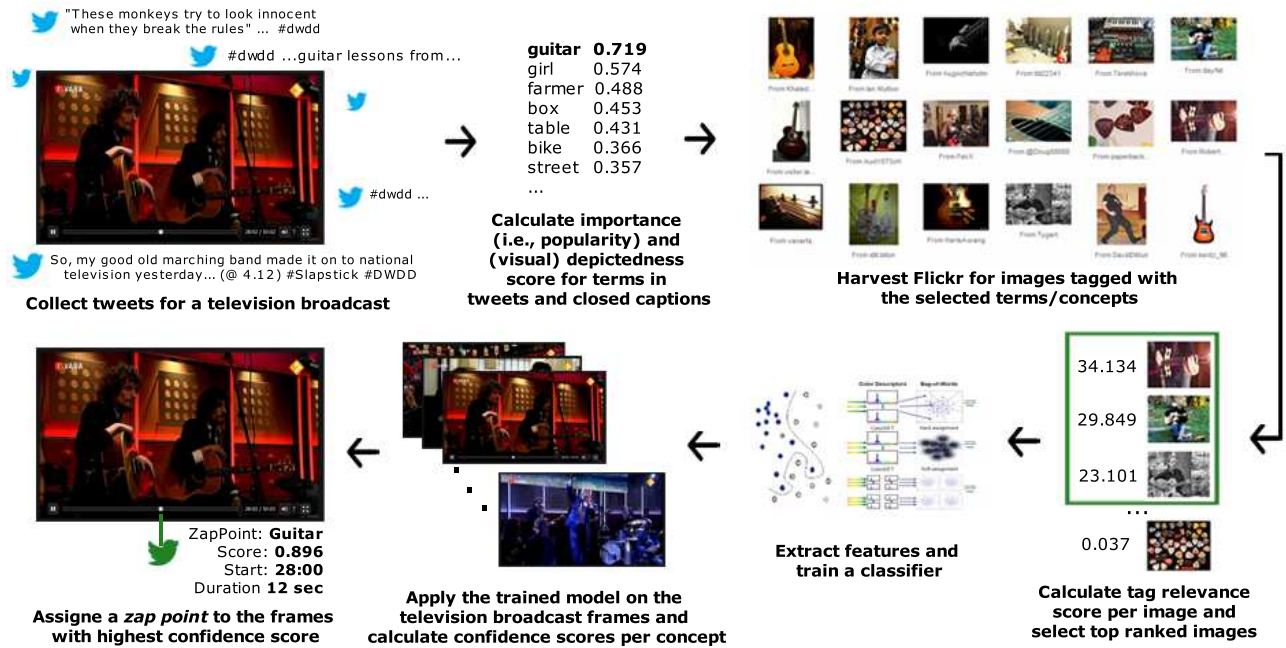 "These monkeys try to look innocent
when they break the rules" ... #dwdd
#dwdd ...guitar lessons from...
VARA
#dwdd ...
So, my good old marching band made it on to national
television yesterday... (@ 4.12) #Slapstick #DWDD
Collect tweets for a television broadcast
guitar 0.719
girl 0.574
farmer 0.488
box 0.453
table 0.431
bike 0.366
street 0.357
...
Calculate importance
(i.e., popularity) and
(visual) depictedness
score for terms in
tweets and closed captions
Harvest Flickr for images tagged with
the selected terms/concepts
34.134
29.849
23.101
...
0.037
Calculate tag relevance
score per image and
select top ranked images
Color Descriptors
Bag-of-Words
Extract features and
train a classifier
Apply the trained model on the
television broadcast frames and
calculate confidence scores per concept
VARA
ZapPoint: Guitar
Score: 0.896
Start: 28:00
Duration 12 sec
Assigne a zap point to the frames
with highest confidence score